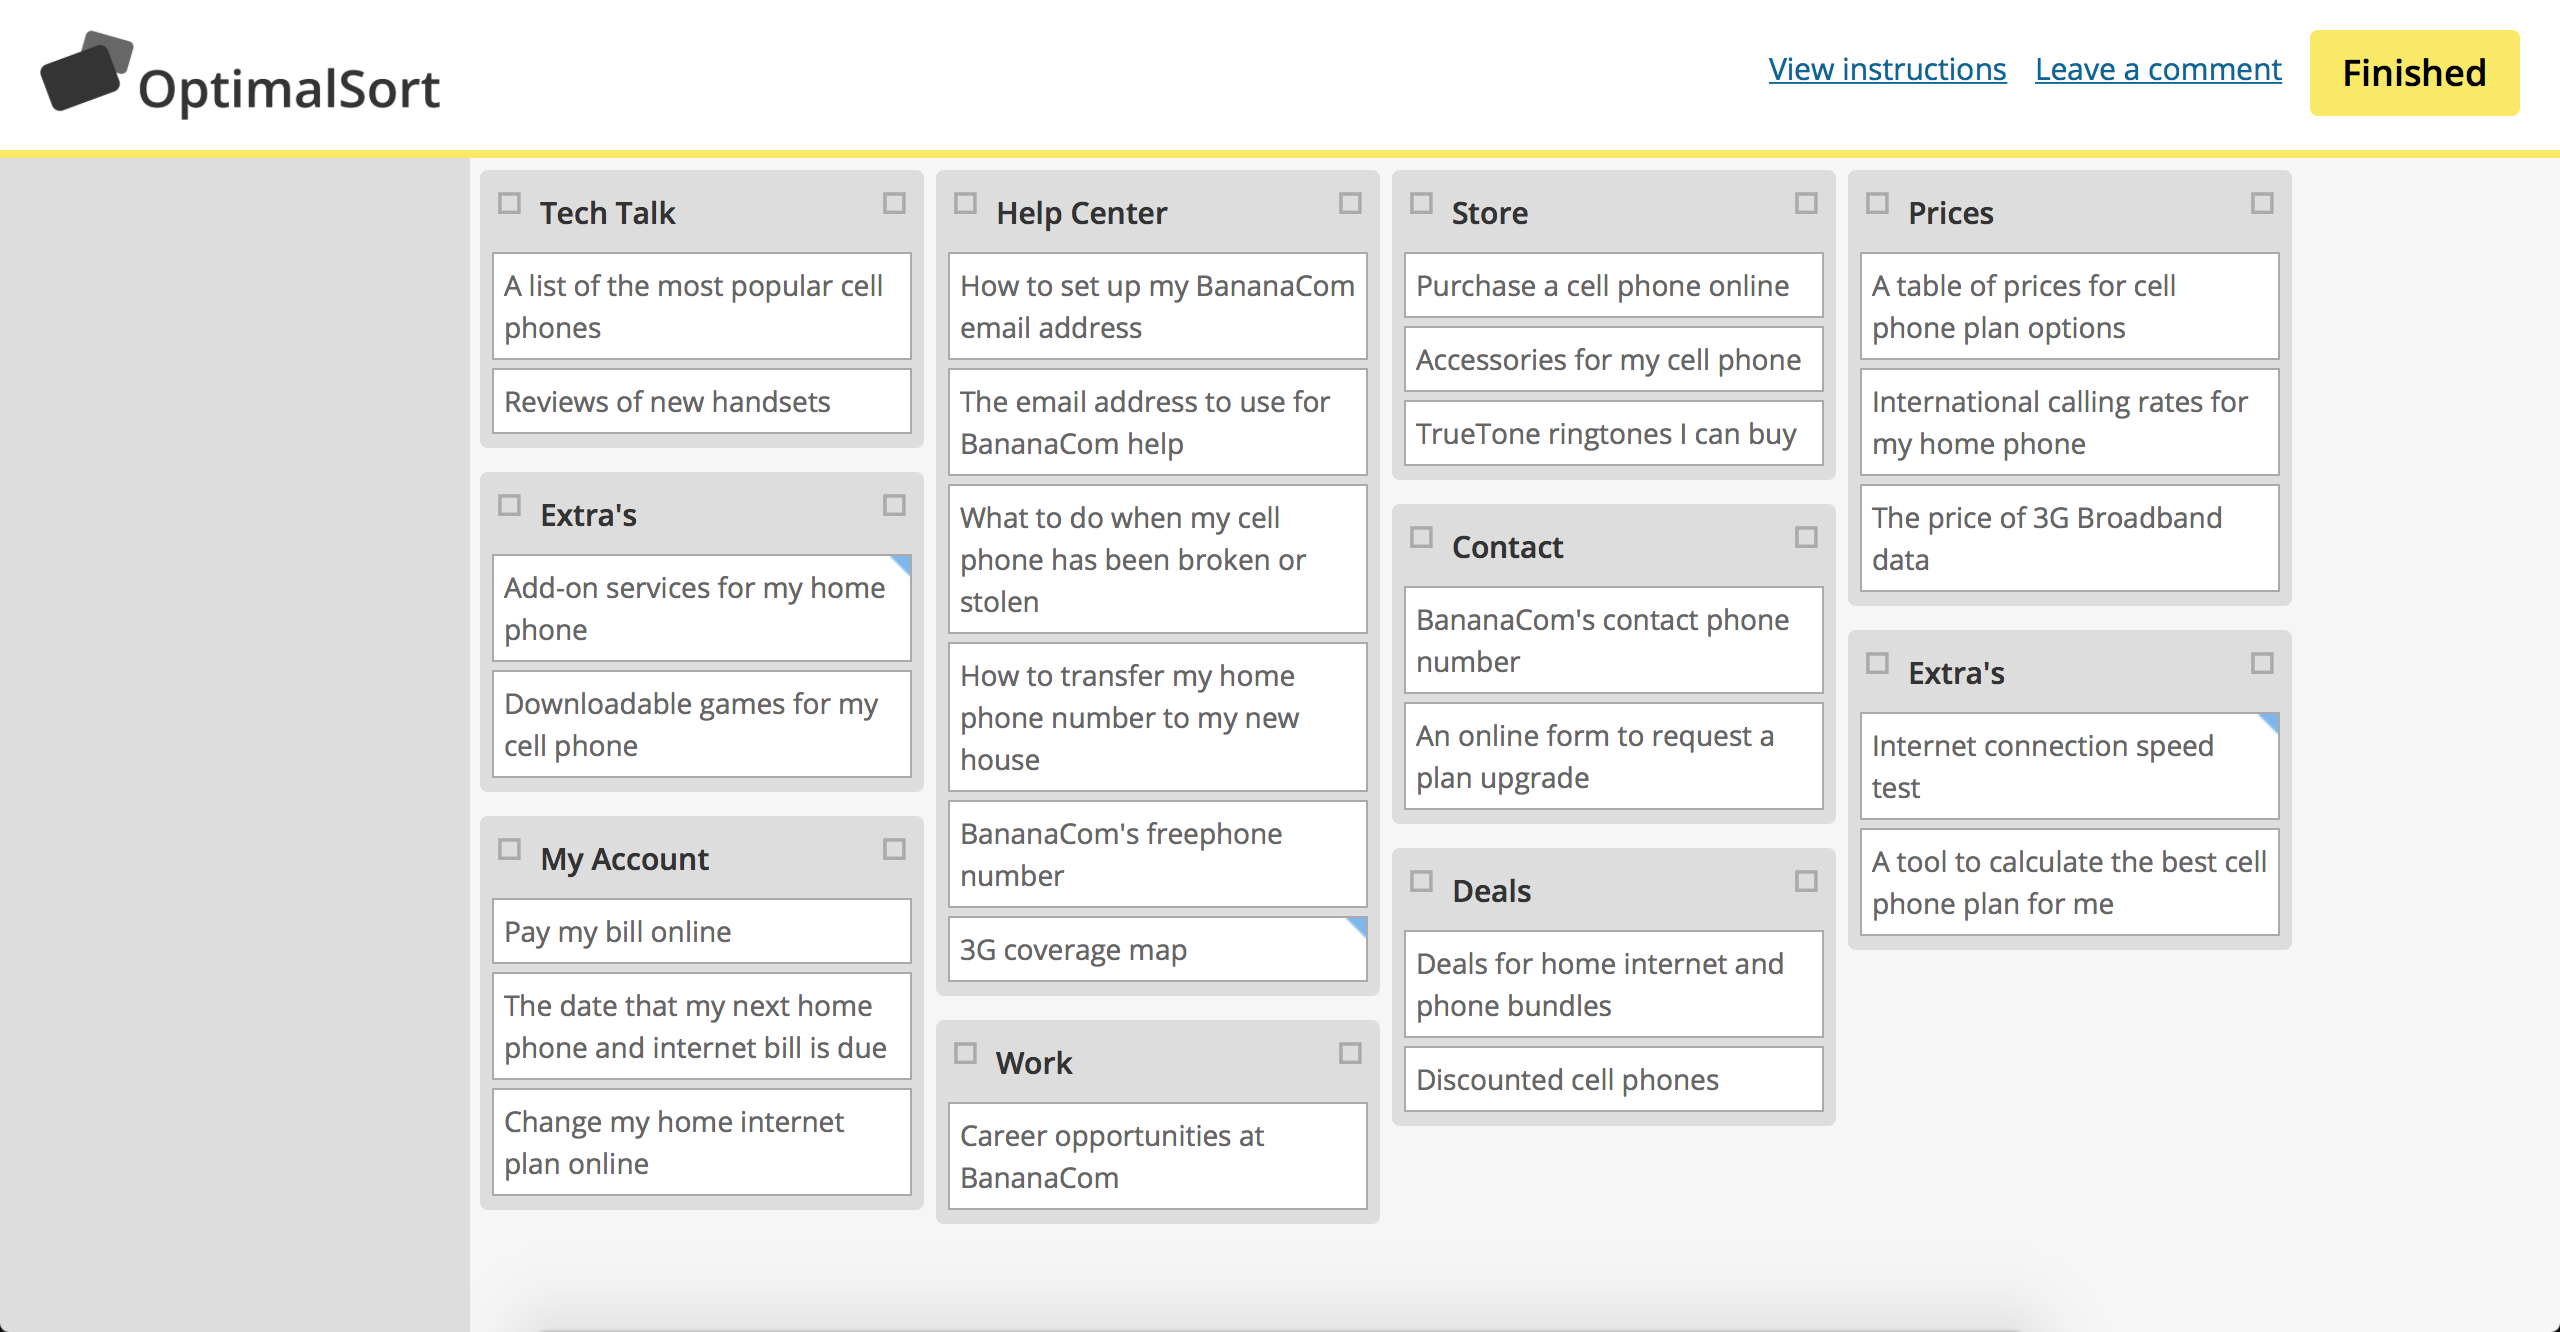 OptimalSort
View instructions
Leave a comment
Finished
Tech Talk
A list of the most popular cell
phones
Reviews of new handsets
Extra's
Add-on services for my home
phone
Downloadable games for my
cell phone
My Account
Pay my bill online
The date that my next home
phone and internet bill is due
Change my home internet
plan online
Help Center
How to set up my BananaCom
email address
The email address to use for
BananaCom help
What to do when my cell
phone has been broken or
stolen
How to transfer my home
phone number to my new
house
BananaCom's freephone
number
3G coverage map
Work
Career opportunities at
BananaCom
Store
Purchase a cell phone online
Accessories for my cell phone
TrueTone ringtones I can buy
Contact
BananaCom's contact phone
number
An online form to request a
plan upgrade
Deals
Deals for home internet and
phone bundles
Discounted cell phones
Prices
A table of prices for cell
phone plan options
International calling rates for
my home phone
The price of 3G Broadband
data
Extra's
Internet connection speed
test
A tool to calculate the best cell
phone plan for me